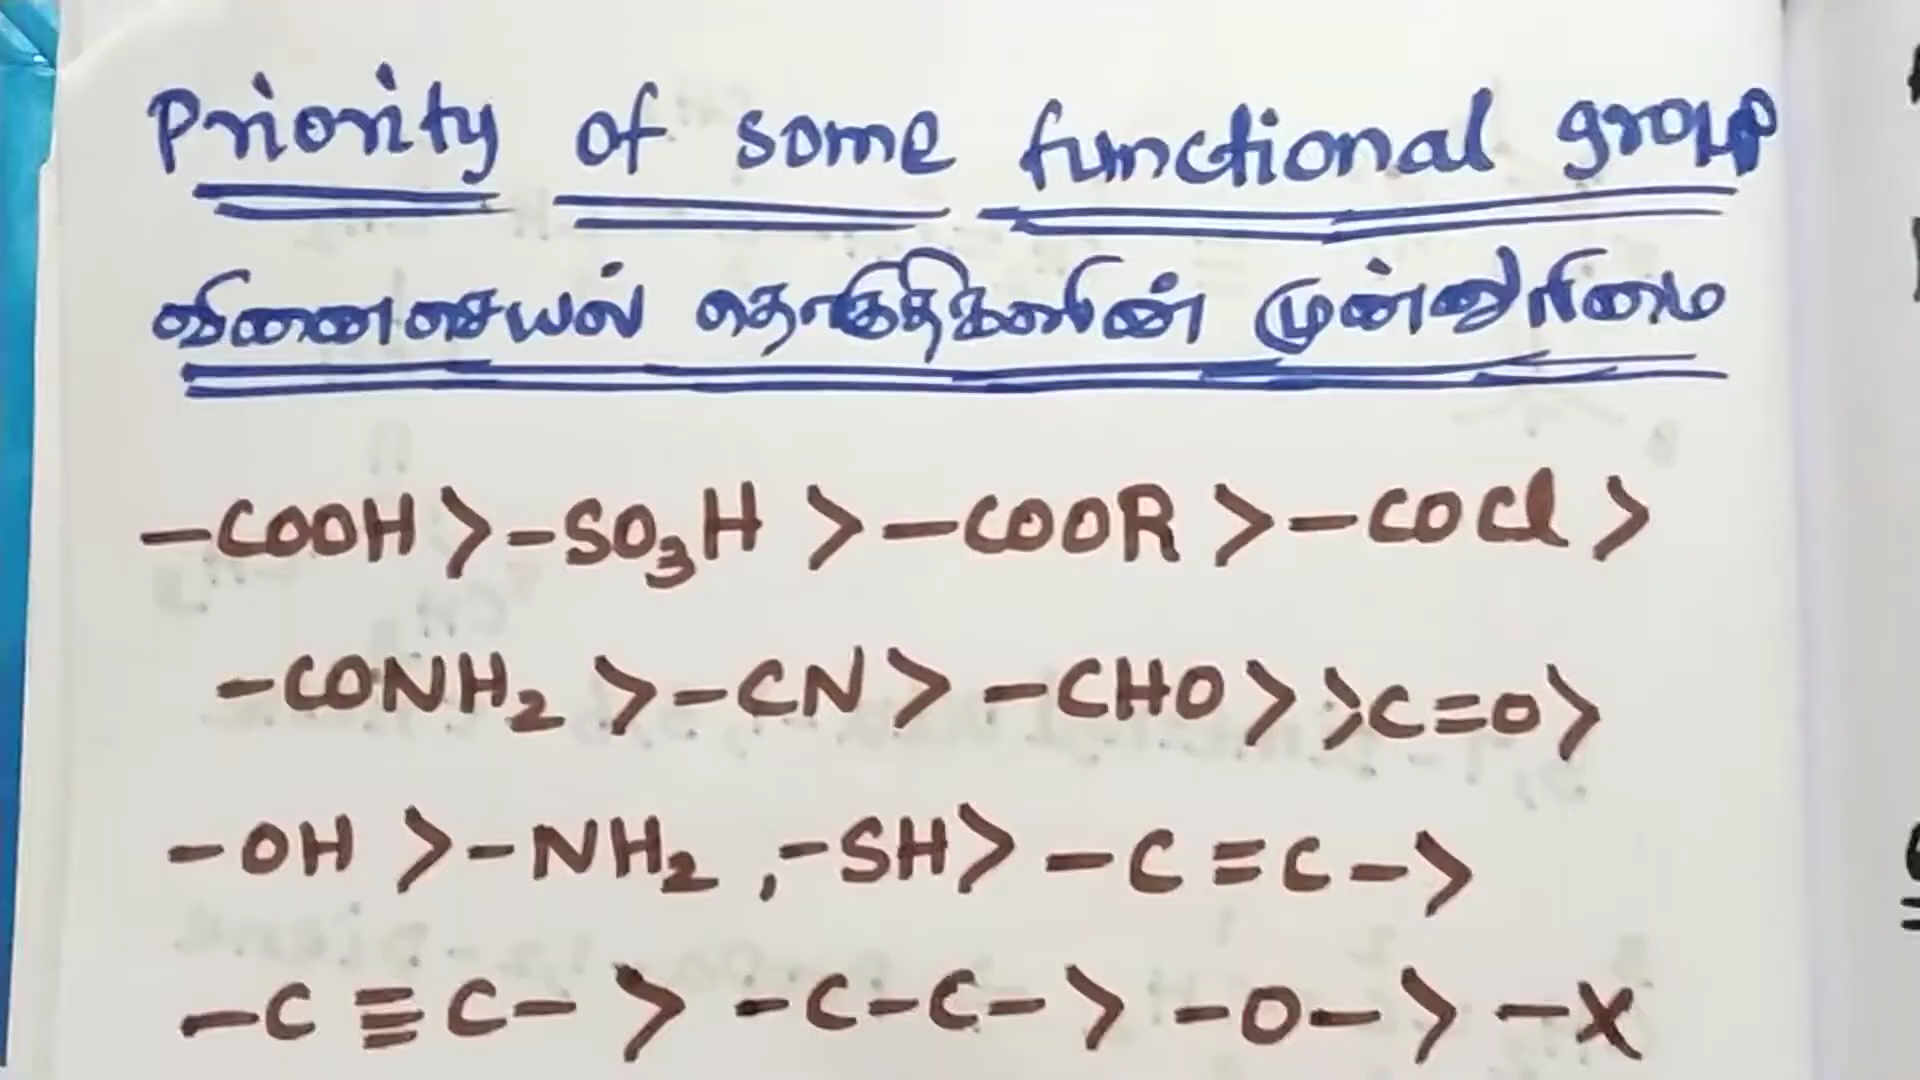 Priority of some functional group
வினைசெயல் தொகுதிகளின் முன்னுரிமை
-COOH > -SO₃H > -COOR > -COCl >
-CONH₂ > -CN > -CHO > >C=O >
-OH > -NH₂ , -SH > -C=C- >
-C≡C- > -C-C- > -O- > -X